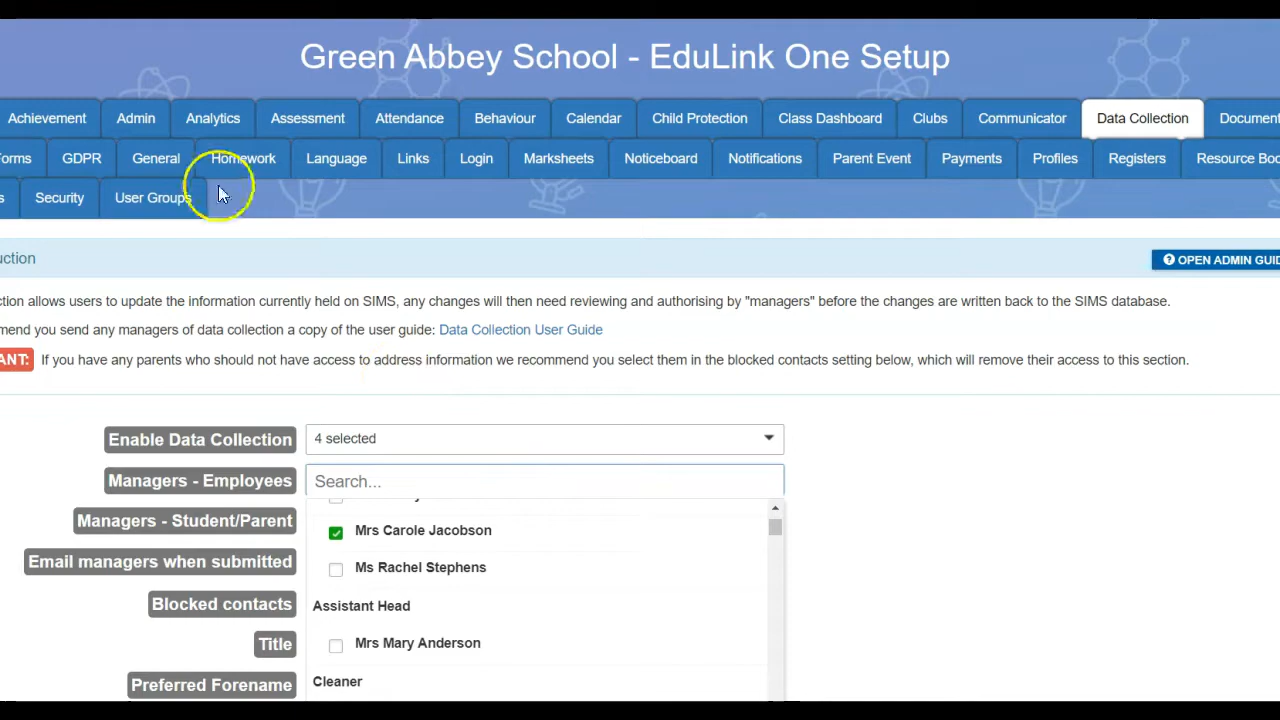 Green Abbey School - EduLink One Setup
Achievement Admin Analytics Assessment Attendance Behaviour Calendar Child Protection Class Dashboard Clubs Communicator Data Collection Document
orms GDPR General Homework Language Links Login Marksheets Noticeboard Notifications Parent Event Payments Profiles Registers Resource Boo
s Security User Groups
uction
OPEN ADMIN GUID
ction allows users to update the information currently held on SIMS, any changes will then need reviewing and authorising by "managers" before the changes are written back to the SIMS database.
mend you send any managers of data collection a copy of the user guide: Data Collection User Guide
ANT: If you have any parents who should not have access to address information we recommend you select them in the blocked contacts setting below, which will remove their access to this section.
Enable Data Collection 4 selected
Managers - Employees Search...
Managers - Student/Parent Mrs Carole Jacobson
Email managers when submitted Ms Rachel Stephens
Blocked contacts Assistant Head
Title Mrs Mary Anderson
Preferred Forename Cleaner